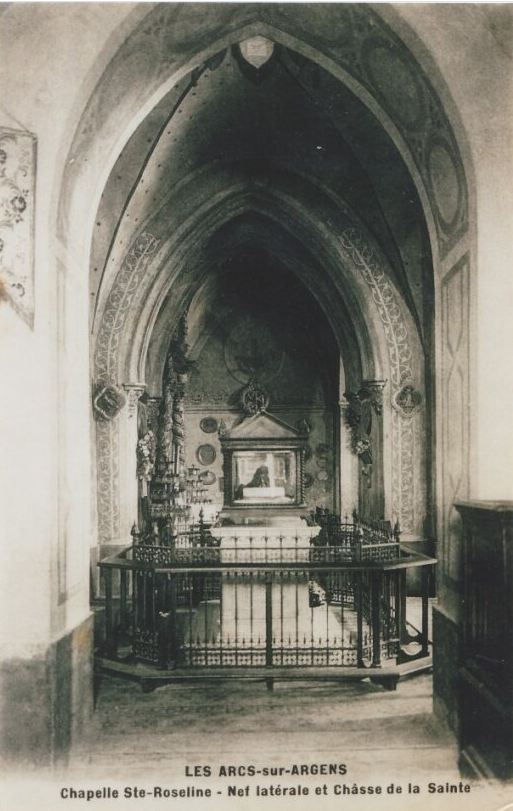 LES ARCS-sur-ARGENS
Chapelle Ste-Roseline - Nef latérale et Châsse de la Sainte